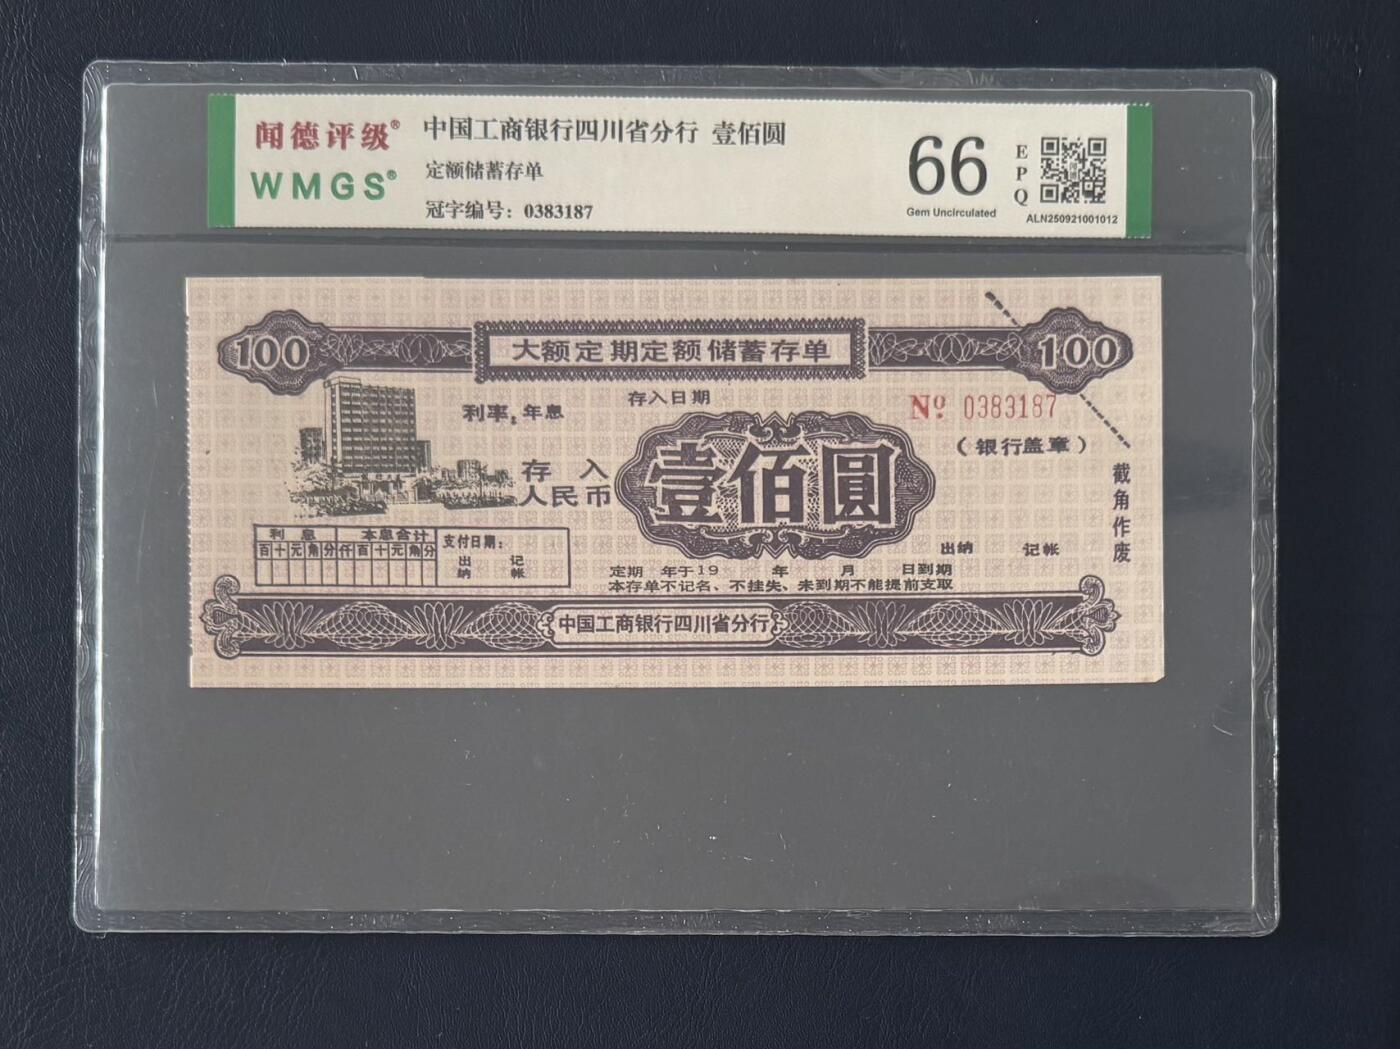 闻德评级®
WMGS®
中国工商银行四川省分行 壹佰圆
定额储蓄存单
冠字编号：0383187
66
EPQ
Gem Uncirculated
ALN250921001012
100
大额定期定额储蓄存单
100
利率：年息
存入日期
Nº 0383187
（银行盖章）
存入
人民币
壹佰圓
截角作废
利息 本息合计
百十元角分仟百十元角分
支付日期：
出纳 记帐
出纳 记帐
定期 年于19 年 月 日到期
本存单不记名、不挂失、未到期不能提前支取
中国工商银行四川省分行